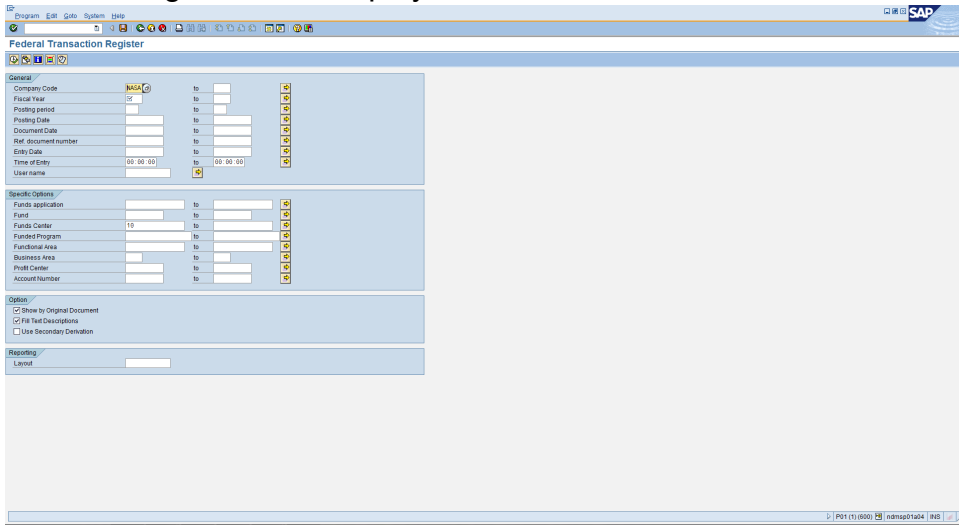 Program Edit Goto System Help
SAP
Federal Transaction Register
General
Company Code NASA to
Fiscal Year to
Posting period to
Posting Date to
Document Date to
Ref. document number to
Entry Date to
Time of Entry 00:00:00 to 00:00:00
User name
Specific Options
Funds application to
Fund to
Funds Center 10 to
Funded Program to
Functional Area to
Business Area to
Profit Center to
Account Number to
Option
Show by Original Document
Fill Text Descriptions
Use Secondary Derivation
Reporting
Layout
P01 (1) (600) ndmsp01a04 INS